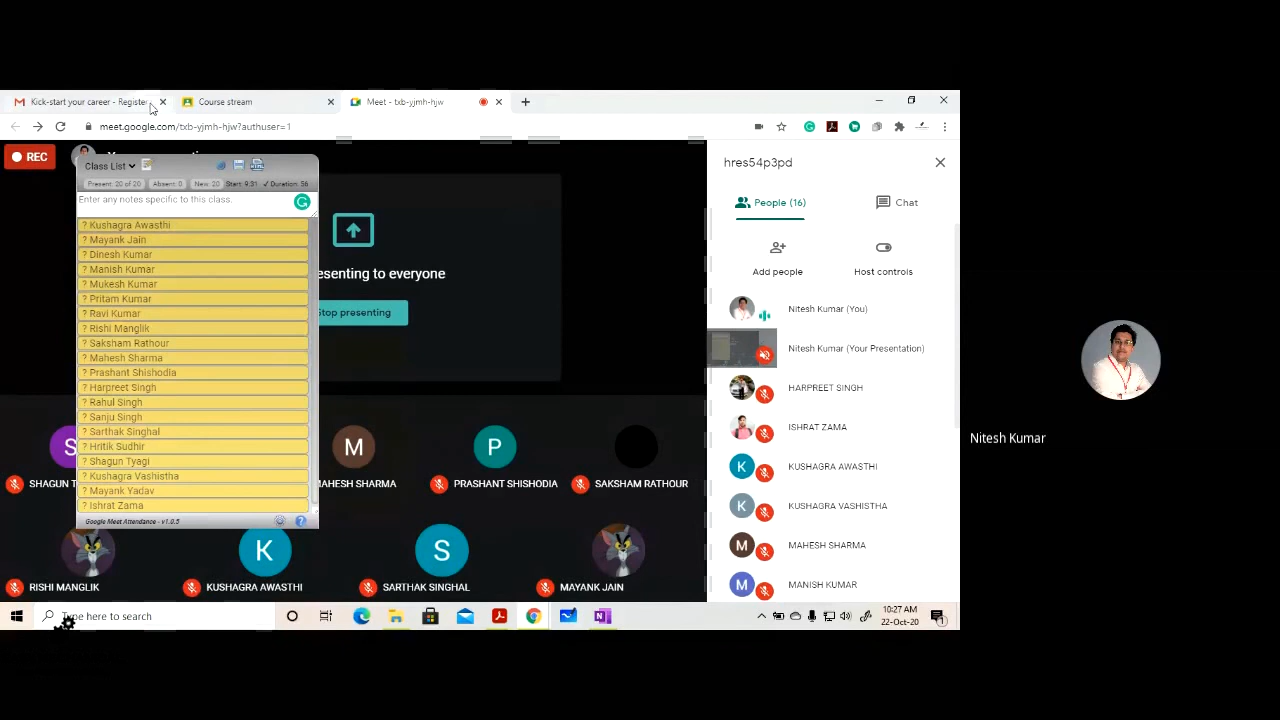 Kick-start your career - Register
Course stream
Meet - txb-yjmh-hjw
meet.google.com/txb-yjmh-hjw?authuser=1
REC
Class List
Present: 20 of 20 Absent: 0 New: 20 Start: 9:31 ✓ Duration: 56
Enter any notes specific to this class.
? Kushagra Awasthi
? Mayank Jain
? Dinesh Kumar
? Manish Kumar
? Mukesh Kumar
? Pritam Kumar
? Ravi Kumar
? Rishi Manglik
? Saksham Rathour
? Mahesh Sharma
? Prashant Shishodia
? Harpreet Singh
? Rahul Singh
? Sanju Singh
? Sarthak Singhal
? Hritik Sudhir
? Shagun Tyagi
? Kushagra Vashistha
? Mayank Yadav
? Ishrat Zama
Google Meet Attendance - v1.0.5
esenting to everyone
Stop presenting
S
M
P
SHAGUN T
MAHESH SHARMA
PRASHANT SHISHODIA
SAKSHAM RATHOUR
K
S
RISHI MANGLIK
KUSHAGRA AWASTHI
SARTHAK SINGHAL
MAYANK JAIN
hres54p3pd
People (16)
Chat
Add people
Host controls
Nitesh Kumar (You)
Nitesh Kumar (Your Presentation)
HARPREET SINGH
ISHRAT ZAMA
K KUSHAGRA AWASTHI
K KUSHAGRA VASHISTHA
M MAHESH SHARMA
M MANISH KUMAR
Type here to search
10:27 AM
22-Oct-20
Nitesh Kumar